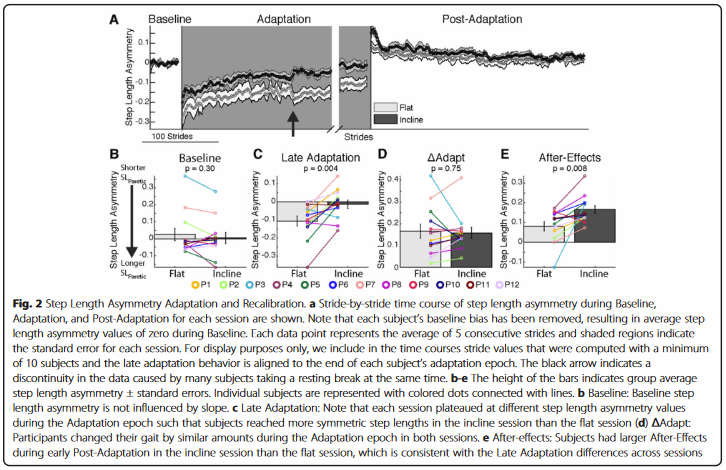 A
Baseline
Adaptation
Post-Adaptation
Step Length Asymmetry
0.1
0
-0.1
-0.2
-0.3
Flat
Incline
100 Strides
Strides
B
Baseline
p = 0.30
C
Late Adaptation
p = 0.004
D
ΔAdapt
p = 0.75
E
After-Effects
p = 0.008
Shorter
SL Paretic
Longer
SL Paretic
Step Length Asymmetry
0.3
0.2
0.1
0
-0.1
Flat
Incline
Step Length Asymmetry
0.1
0
-0.1
-0.2
-0.3
Flat
Incline
Step Length Asymmetry
0.4
0.3
0.2
0.1
0
Flat
Incline
Step Length Asymmetry
0.3
0.2
0.1
0
-0.1
Flat
Incline
P1 P2 P3 P4 P5 P6 P7 P8 P9 P10 P11 P12
Fig. 2 Step Length Asymmetry Adaptation and Recalibration. a Stride-by-stride time course of step length asymmetry during Baseline,
Adaptation, and Post-Adaptation for each session are shown. Note that each subject's baseline bias has been removed, resulting in average step
length asymmetry values of zero during Baseline. Each data point represents the average of 5 consecutive strides and shaded regions indicate
the standard error for each session. For display purposes only, we include in the time courses stride values that were computed with a minimum
of 10 subjects and the late adaptation behavior is aligned to the end of each subject's adaptation epoch. The black arrow indicates a
discontinuity in the data caused by many subjects taking a resting break at the same time. b-e The height of the bars indicates group average
step length asymmetry ± standard errors. Individual subjects are represented with colored dots connected with lines. b Baseline: Baseline step
length asymmetry is not influenced by slope. c Late Adaptation: Note that each session plateaued at different step length asymmetry values
during the Adaptation epoch such that subjects reached more symmetric step lengths in the incline session than the flat session (d) ΔAdapt:
Participants changed their gait by similar amounts during the Adaptation epoch in both sessions. e After-effects: Subjects had larger After-Effects
during early Post-Adaptation in the incline session than the flat session, which is consistent with the Late Adaptation differences across sessions